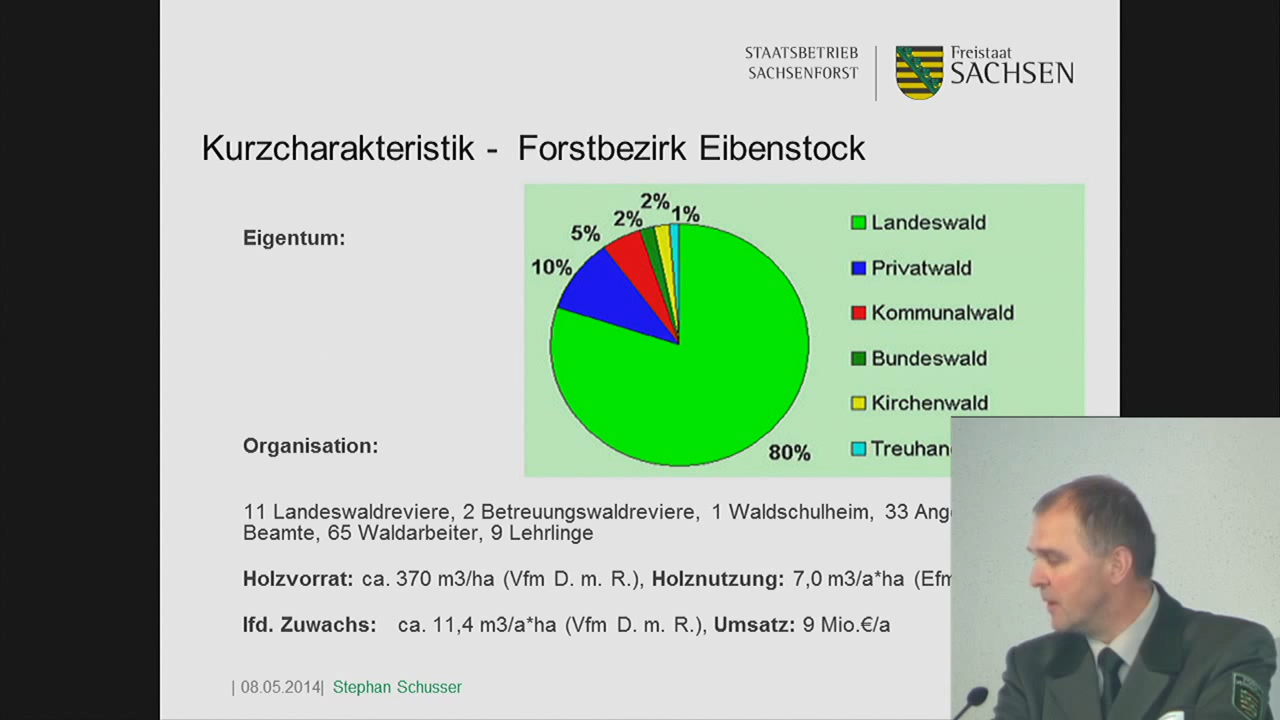 STAATSBETRIEB
SACHSENFORST
Freistaat
SACHSEN
Kurzcharakteristik - Forstbezirk Eibenstock
Eigentum:
2%
2%
1%
5%
10%
80%
Landeswald
Privatwald
Kommunalwald
Bundeswald
Kirchenwald
Organisation:
11 Landeswaldreviere, 2 Betreuungswaldreviere, 1 Waldschulheim, 33
Beamte, 65 Waldarbeiter, 9 Lehrlinge
Holzvorrat: ca. 370 m3/ha (Vfm D. m. R.), Holznutzung: 7,0 m3/a*ha
lfd. Zuwachs: ca. 11,4 m3/a*ha (Vfm D. m. R.), Umsatz: 9 Mio.€/a
| 08.05.2014| Stephan Schusser